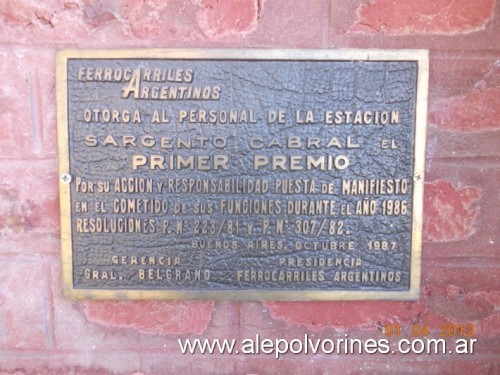 FERROCARRILES
ARGENTINOS
OTORGA AL PERSONAL DE LA ESTACION
SARGENTO CABRAL EL
PRIMER PREMIO
POR SU ACCION Y RESPONSABILIDAD PUESTA DE MANIFIESTO
EN EL COMETIDO DE SUS FUNCIONES DURANTE EL AÑO 1986
RESOLUCIONES P. Nº 223/81 Y P. Nº 307/82.
BUENOS AIRES, OCTUBRE 1987
GERENCIA PRESIDENCIA
GRAL. BELGRANO FERROCARRILES ARGENTINOS
www.alepolvorines.com.ar